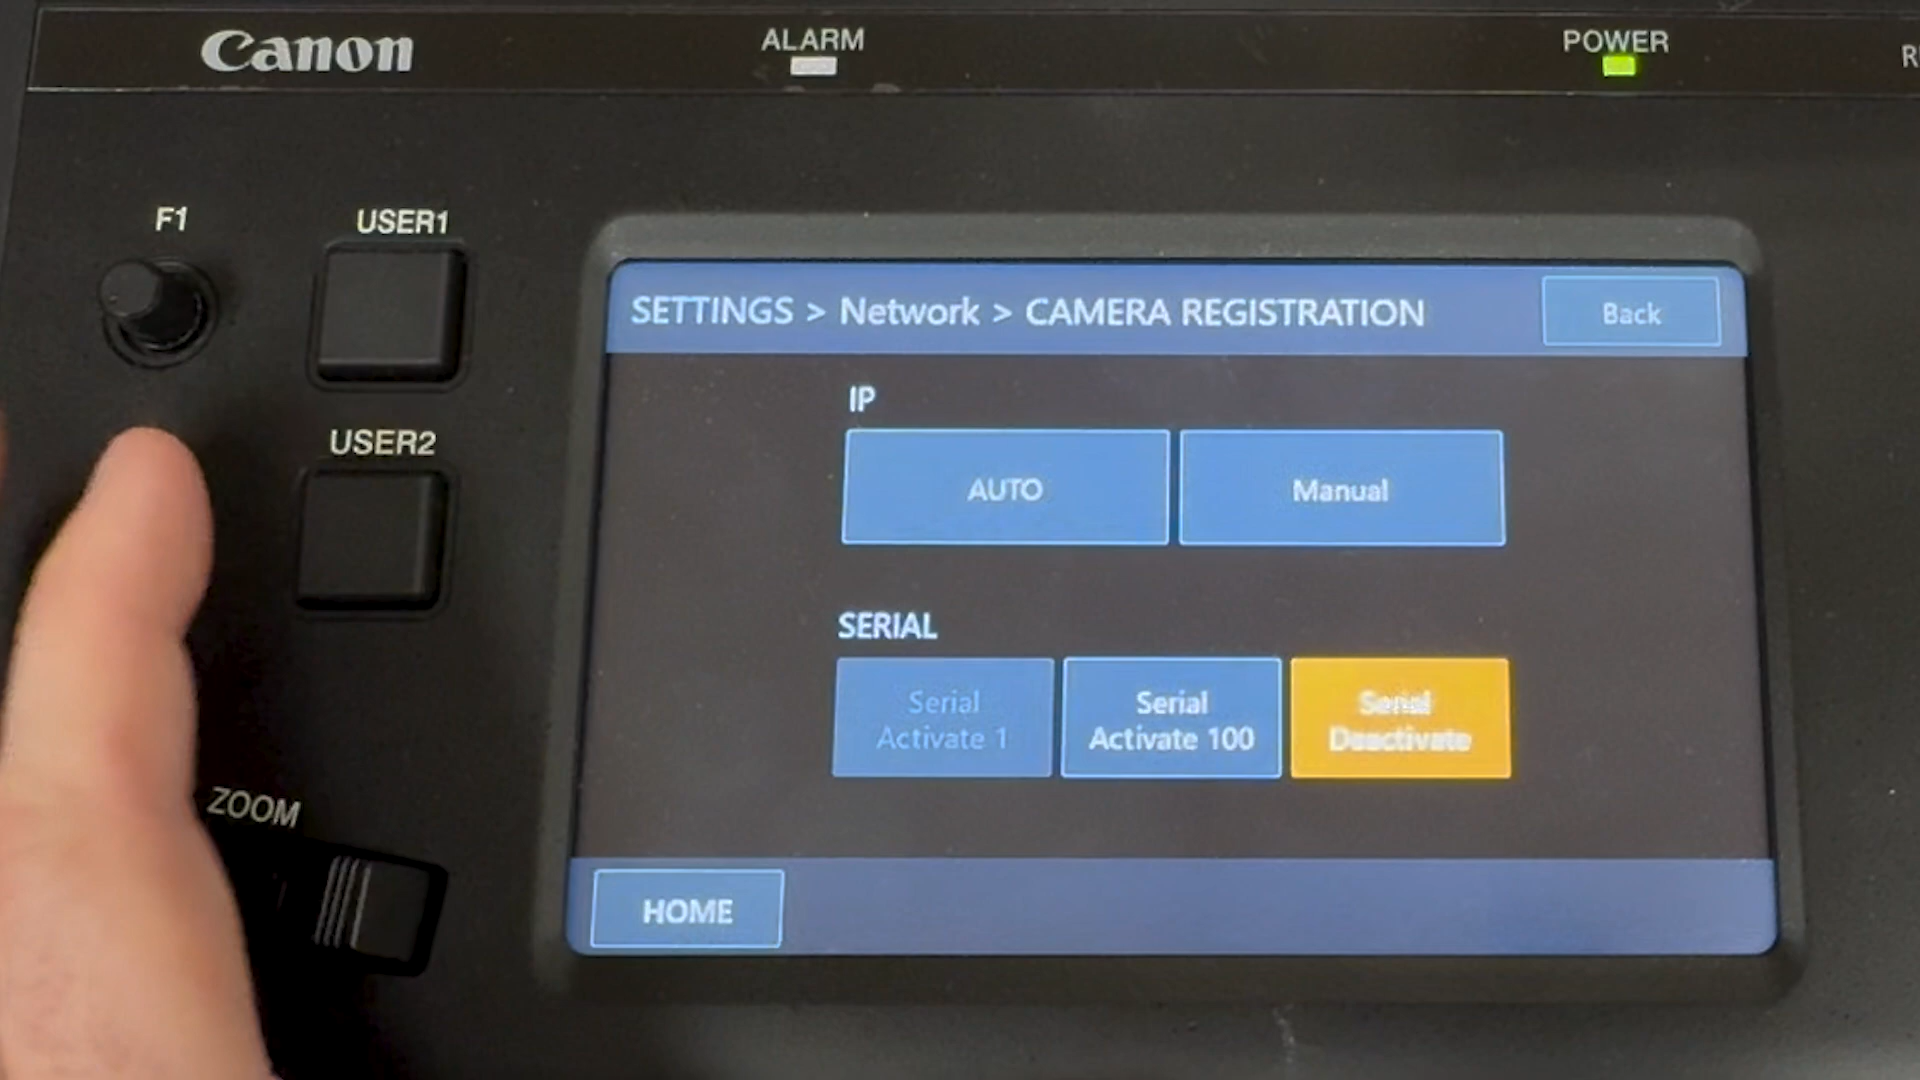 Canon
ALARM
POWER
R
F1
USER1
USER2
ZOOM
SETTINGS > Network > CAMERA REGISTRATION
Back
IP
AUTO
Manual
SERIAL
Serial
Activate 1
Serial
Activate 100
Serial
Deactivate
HOME